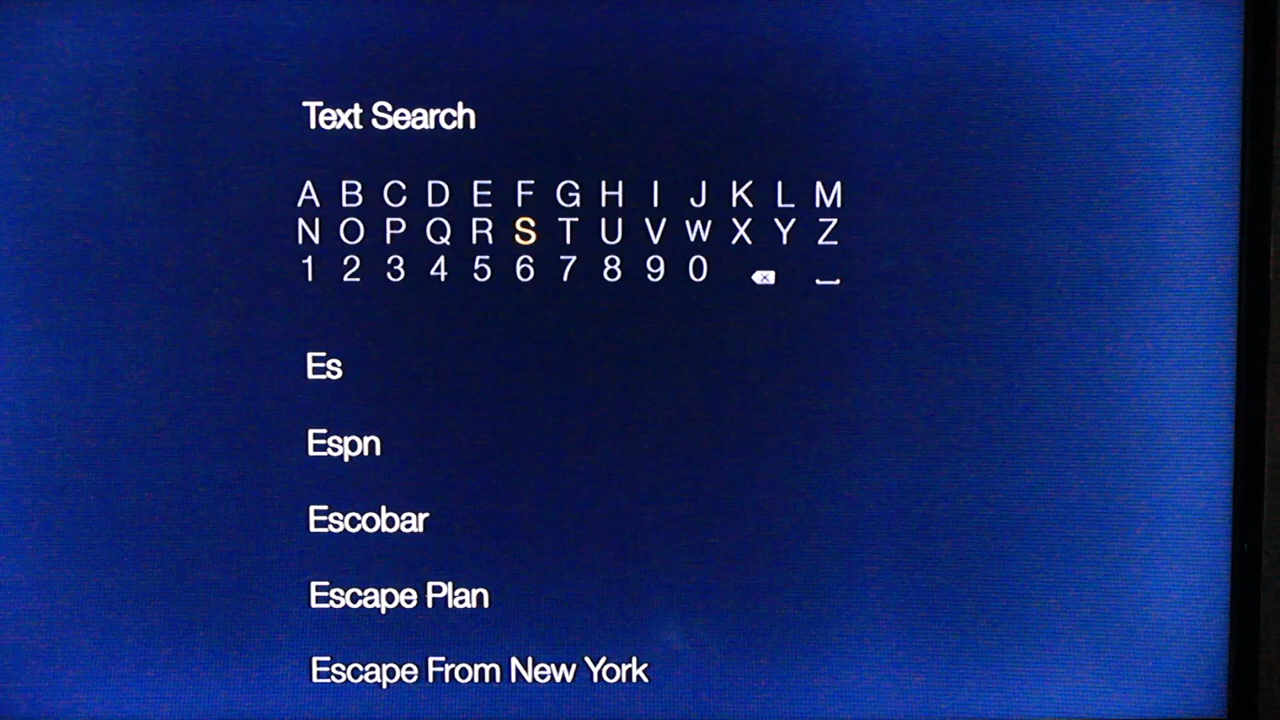 Text Search
A B C D E F G H I J K L M
N O P Q R S T U V W X Y Z
1 2 3 4 5 6 7 8 9 0
Es
Espn
Escobar
Escape Plan
Escape From New York